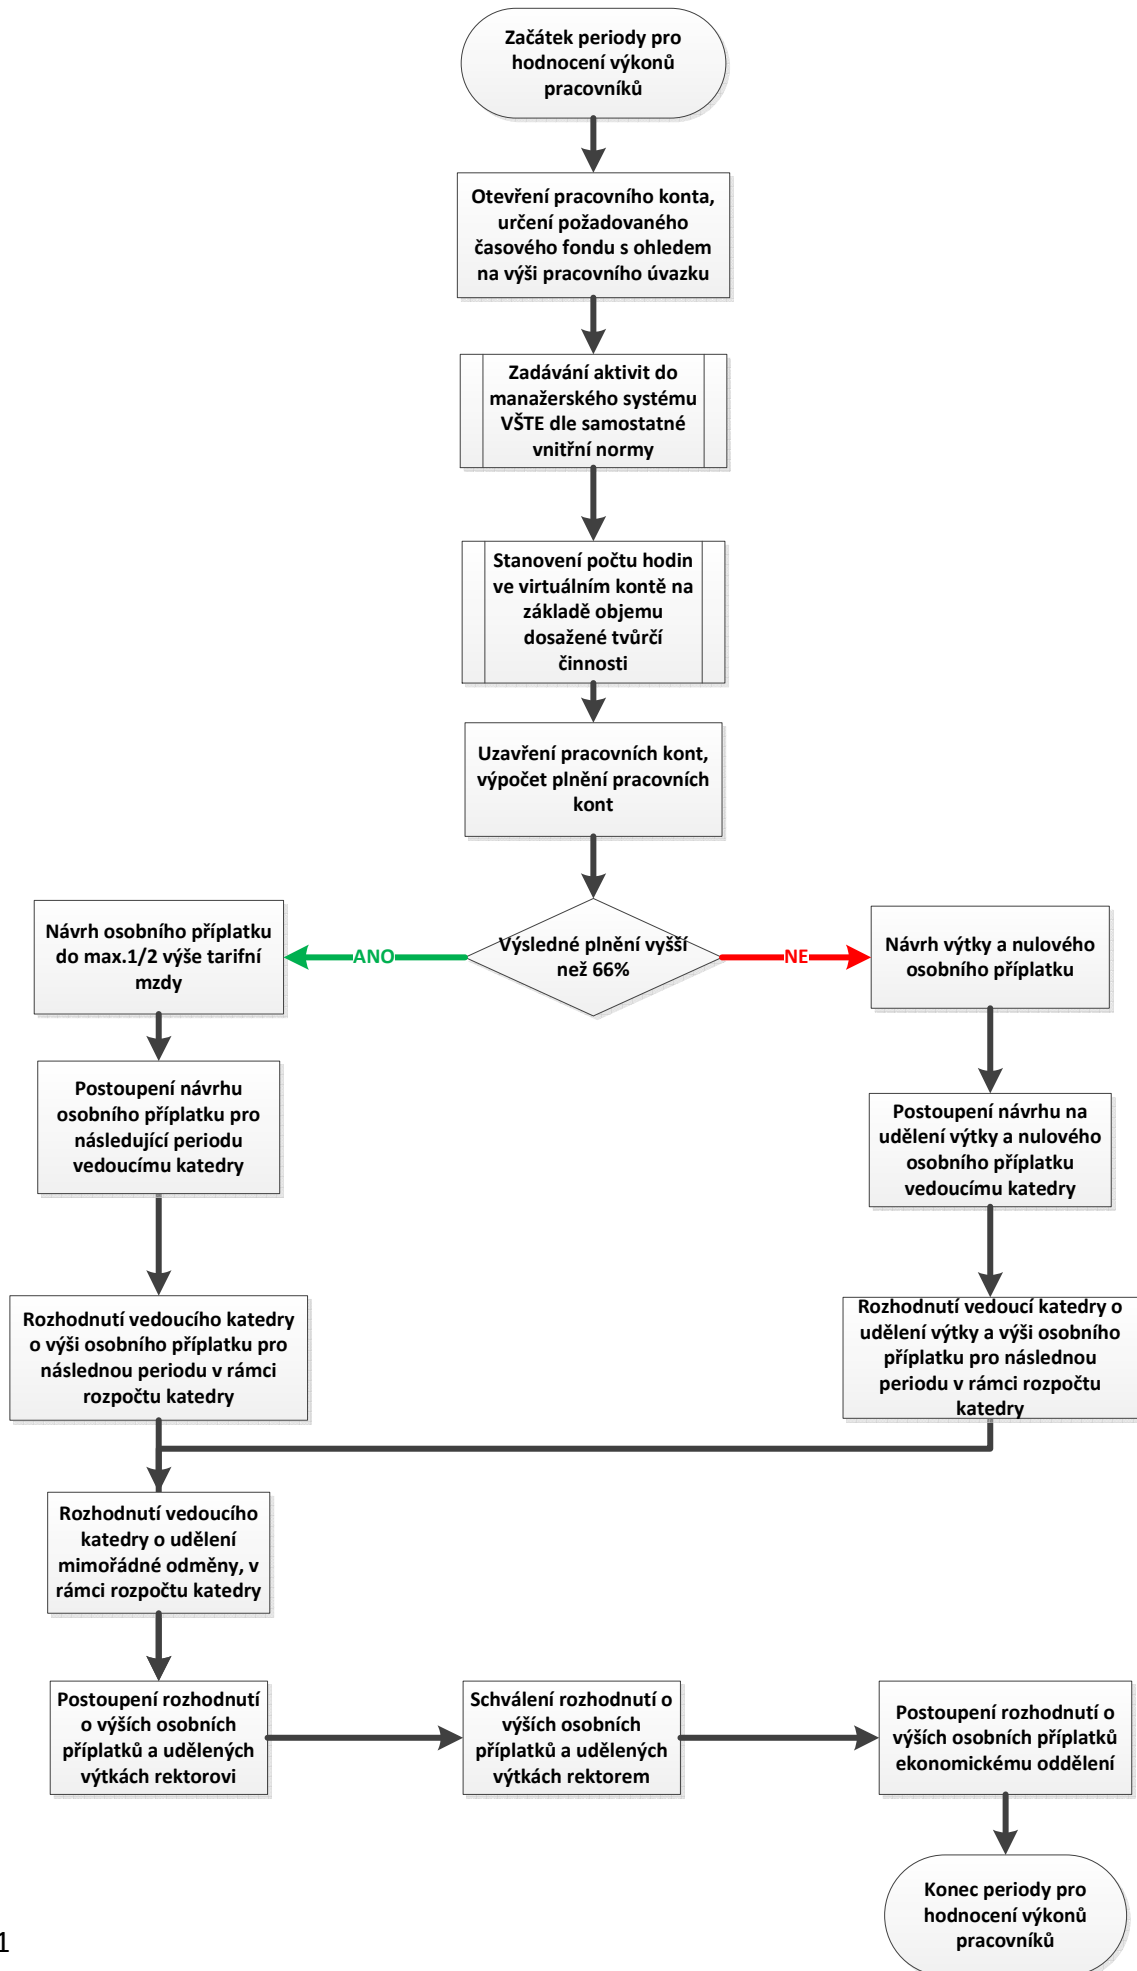 Začátek periody pro
hodnocení výkonů
pracovníků
Otevření pracovního konta,
určení požadovaného
časového fondu s ohledem
na výši pracovního úvazku
Zadávání aktivit do
manažerského systému
VŠTE dle samostatné
vnitřní normy
Stanovení počtu hodin
ve virtuálním kontě na
základě objemu
dosažené tvůrčí
činnosti
Uzavření pracovních kont,
výpočet plnění pracovních
kont
Výsledné plnění vyšší
než 66%
ANO
NE
Návrh osobního příplatku
do max.1/2 výše tarifní
mzdy
Postoupení návrhu
osobního příplatku pro
následující periodu
vedoucímu katedry
Rozhodnutí vedoucího katedry
o výši osobního příplatku pro
následnou periodu v rámci
rozpočtu katedry
Návrh výtky a nulového
osobního příplatku
Postoupení návrhu na
udělení výtky a nulového
osobního příplatku
vedoucímu katedry
Rozhodnutí vedoucí katedry o
udělení výtky a výši osobního
příplatku pro následnou
periodu v rámci rozpočtu
katedry
Rozhodnutí vedoucího
katedry o udělení
mimořádné odměny, v
rámci rozpočtu katedry
Postoupení rozhodnutí
o výších osobních
příplatků a udělených
výtkách rektorovi
Schválení rozhodnutí o
výších osobních
příplatků a udělených
výtkách rektorem
Postoupení rozhodnutí o
výších osobních příplatků
ekonomickému oddělení
Konec periody pro
hodnocení výkonů
pracovníků
1